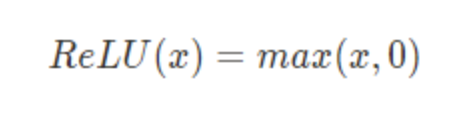 ReLU(x) = max(x, 0)